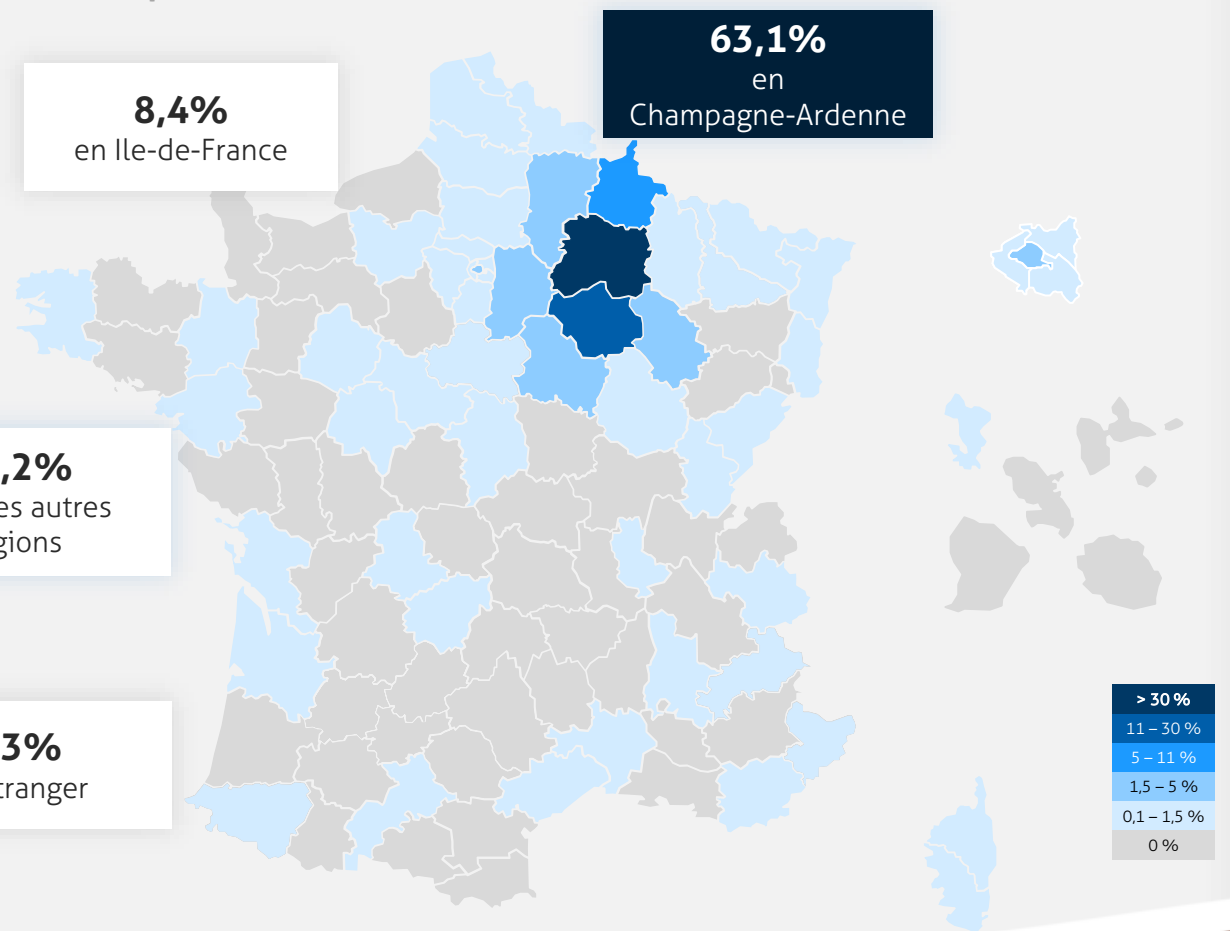 63,1%
en
Champagne-Ardenne
8,4%
en Ile-de-France
,2%
es autres
gions
3%
tranger
> 30 %
11 – 30 %
5 – 11 %
1,5 – 5 %
0,1 – 1,5 %
0 %